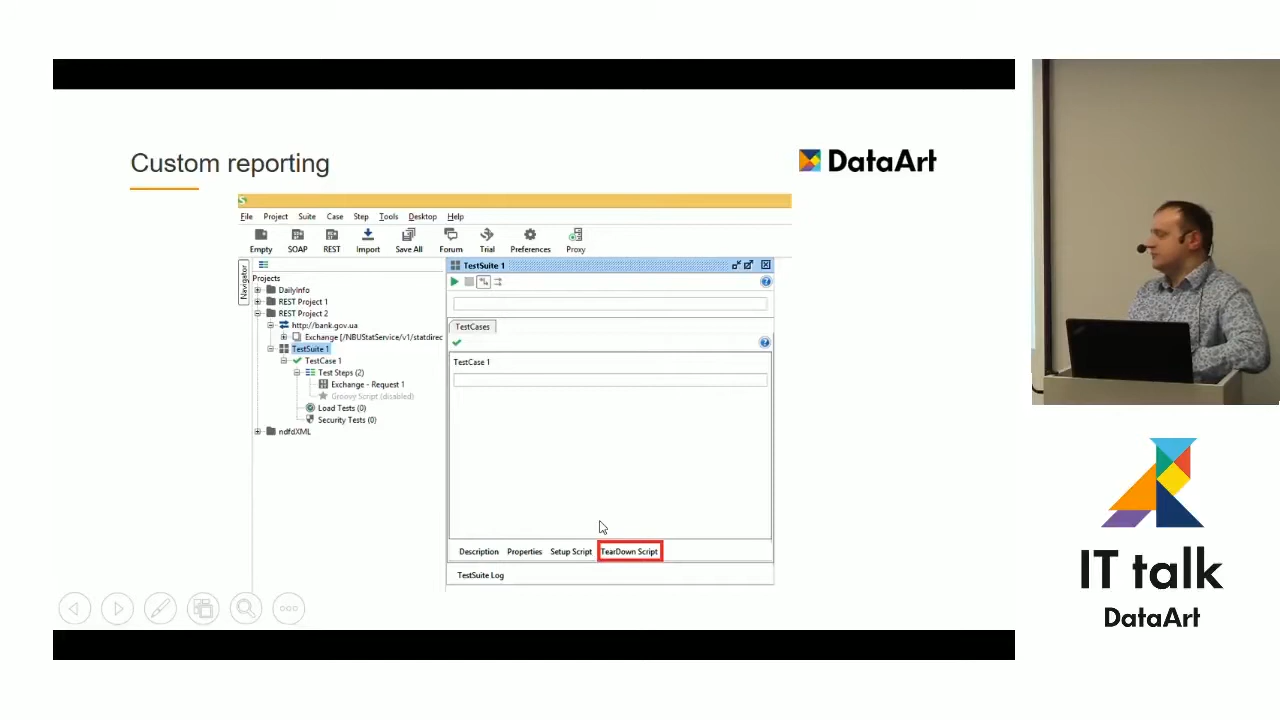 Custom reporting
DataArt
File Project Suite Case Step Tools Desktop Help
Empty SOAP REST Import Save All Forum Trial Preferences Proxy
Navigator
TestSuite 1
Projects
DailyInfo
REST Project 1
REST Project 2
http://bank.gov.ua
Exchange [/NBUStatService/v1/statdirec
TestSuite 1
TestCase 1
Test Steps (2)
Exchange - Request 1
Groovy Script (disabled)
Load Tests (0)
Security Tests (0)
ndfdXML
TestCases
TestCase 1
Description Properties Setup Script TearDown Script
TestSuite Log
IT talk
DataArt